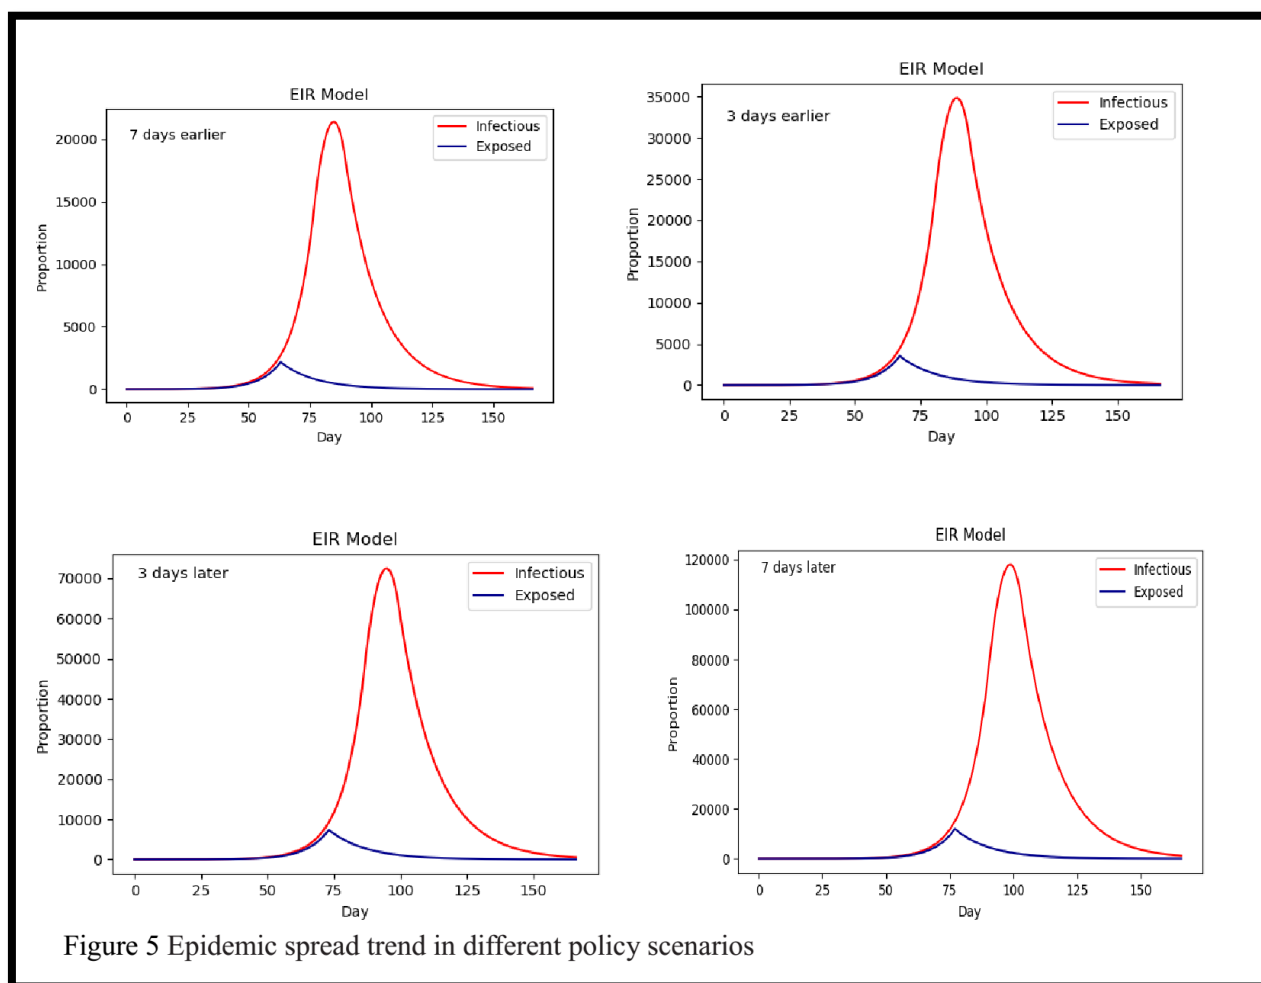 EIR Model
7 days earlier
Infectious
Exposed
20000
15000
10000
5000
0
Proportion
0 25 50 75 100 125 150
Day
EIR Model
3 days earlier
Infectious
Exposed
35000
30000
25000
20000
15000
10000
5000
0
Proportion
0 25 50 75 100 125 150
Day
EIR Model
3 days later
Infectious
Exposed
70000
60000
50000
40000
30000
20000
10000
0
Proportion
0 25 50 75 100 125 150
Day
EIR Model
7 days later
Infectious
Exposed
120000
100000
80000
60000
40000
20000
0
Proportion
0 25 50 75 100 125 150
Day
Figure 5 Epidemic spread trend in different policy scenarios